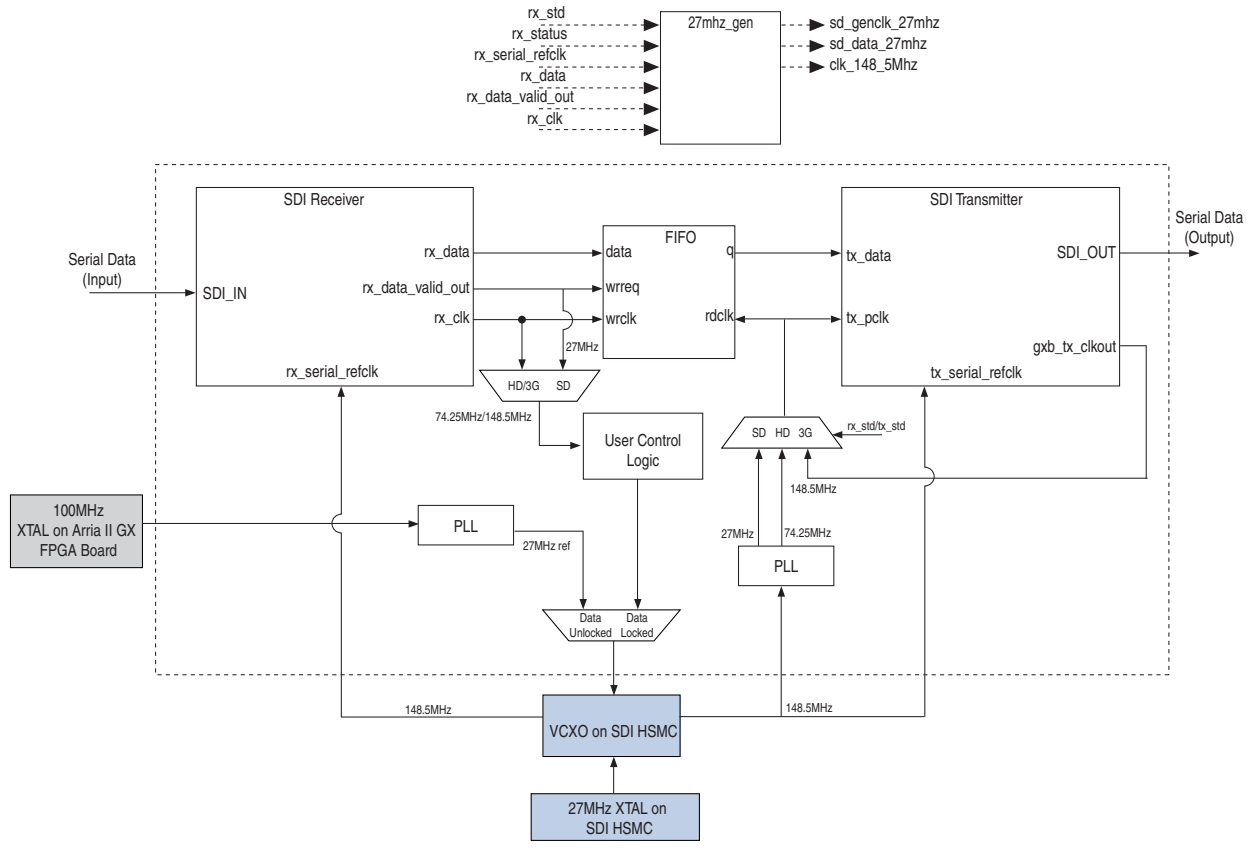 rx_std
rx_status
rx_serial_refclk
rx_data
rx_data_valid_out
rx_clk
27mhz_gen
sd_genclk_27mhz
sd_data_27mhz
clk_148_5Mhz
SDI Receiver
SDI Transmitter
FIFO
Serial Data
(Input)
SDI_IN
rx_data
rx_data_valid_out
rx_clk
rx_serial_refclk
data
wrreq
wrclk
q
rdclk
tx_data
tx_pclk
SDI_OUT
gxb_tx_clkout
tx_serial_refclk
Serial Data
(Output)
27MHz
HD/3G SD
74.25MHz/148.5MHz
User Control
Logic
SD HD 3G
rx_std/tx_std
148.5MHz
100MHz
XTAL on Arria II GX
FPGA Board
PLL
27MHz ref
27MHz
74.25MHz
PLL
Data
Unlocked
Data
Locked
148.5MHz
VCXO on SDI HSMC
148.5MHz
27MHz XTAL on
SDI HSMC